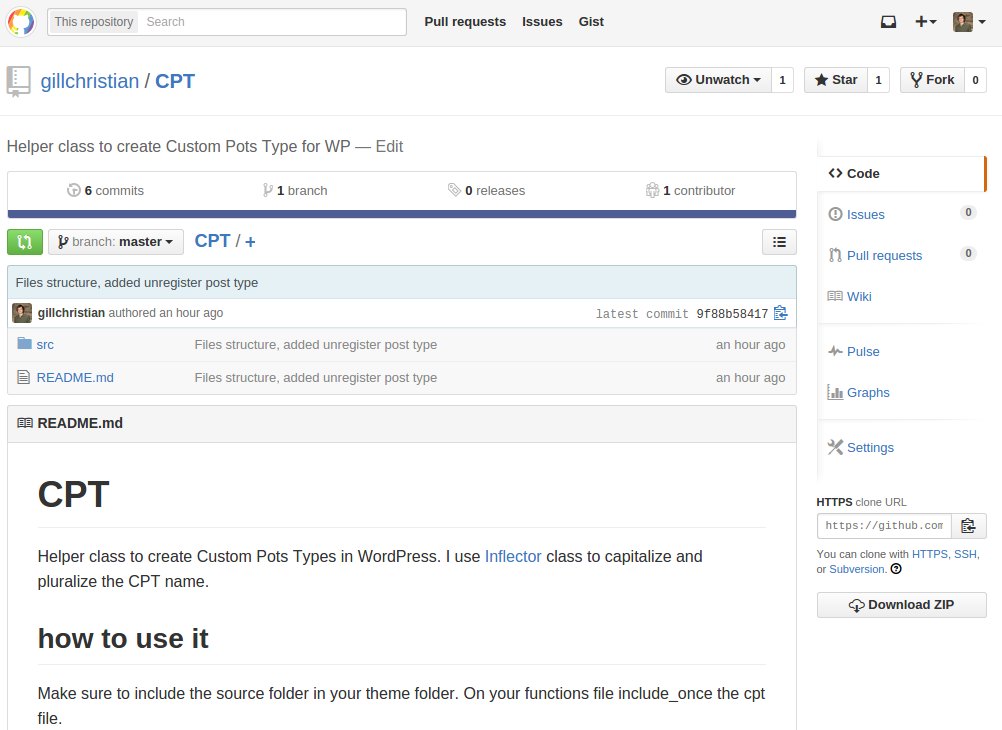 This repository Search Pull requests Issues Gist
gillchristian / CPT Unwatch 1 Star 1 Fork 0
Helper class to create Custom Pots Type for WP — Edit
6 commits 1 branch 0 releases 1 contributor
branch: master CPT / +
Files structure, added unregister post type
gillchristian authored an hour ago latest commit 9f88b58417
src Files structure, added unregister post type an hour ago
README.md Files structure, added unregister post type an hour ago
README.md
CPT
Helper class to create Custom Pots Types in WordPress. I use Inflector class to capitalize and
pluralize the CPT name.
how to use it
Make sure to include the source folder in your theme folder. On your functions file include_once the cpt
file.
Code
Issues 0
Pull requests 0
Wiki
Pulse
Graphs
Settings
HTTPS clone URL
https://github.com
You can clone with HTTPS, SSH,
or Subversion.
Download ZIP